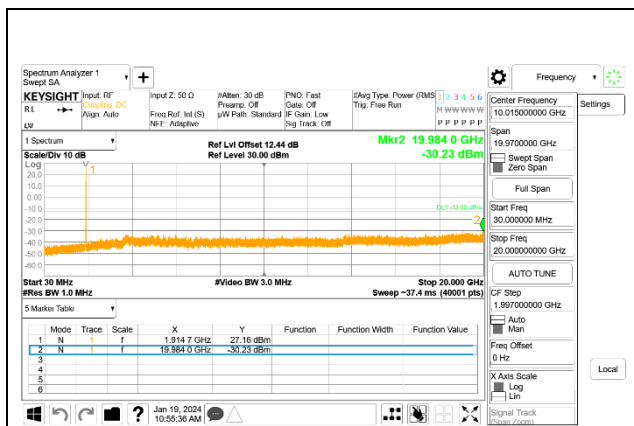 Spectrum Analyzer 1
Swept SA
Frequency
Settings
KEYSIGHT
Input: RF
Coupling: DC
Align: Auto
Input Z: 50 Ω
Freq Ref: Int (S)
NFE: Adaptive
#Atten: 30 dB
Preamp: Off
µW Path: Standard
PNO: Fast
Gate: Off
IF Gain: Low
Sig Track: Off
#Avg Type: Power (RMS
Trig: Free Run
1 2 3 4 5 6
M W W W W W
P P P P P P
RL
1 Spectrum
Scale/Div 10 dB
Log
Ref Lvl Offset 12.44 dB
Ref Level 30.00 dBm
Mkr2 19.984 0 GHz
-30.23 dBm
20.0
10.0
0.00
-10.0
-20.0
-30.0
-40.0
-50.0
-60.0
1
DL1 -13.00 dBm
2
Start 30 MHz
#Res BW 1.0 MHz
#Video BW 3.0 MHz
Stop 20.000 GHz
Sweep ~37.4 ms (40001 pts)
5 Marker Table
Mode Trace Scale X Y Function Function Width Function Value
1 N 1 f 1.914 7 GHz 27.16 dBm
2 N 1 f 19.984 0 GHz -30.23 dBm
3
4
5
6
Center Frequency
10.015000000 GHz
Span
19.9700000 GHz
Swept Span
Zero Span
Full Span
Start Freq
30.000000 MHz
Stop Freq
20.000000000 GHz
AUTO TUNE
CF Step
1.997000000 GHz
Auto
Man
Freq Offset
0 Hz
X Axis Scale
Log
Lin
Signal Track
(Span Zoom)
Local
?
Jan 19, 2024
10:55:36 AM